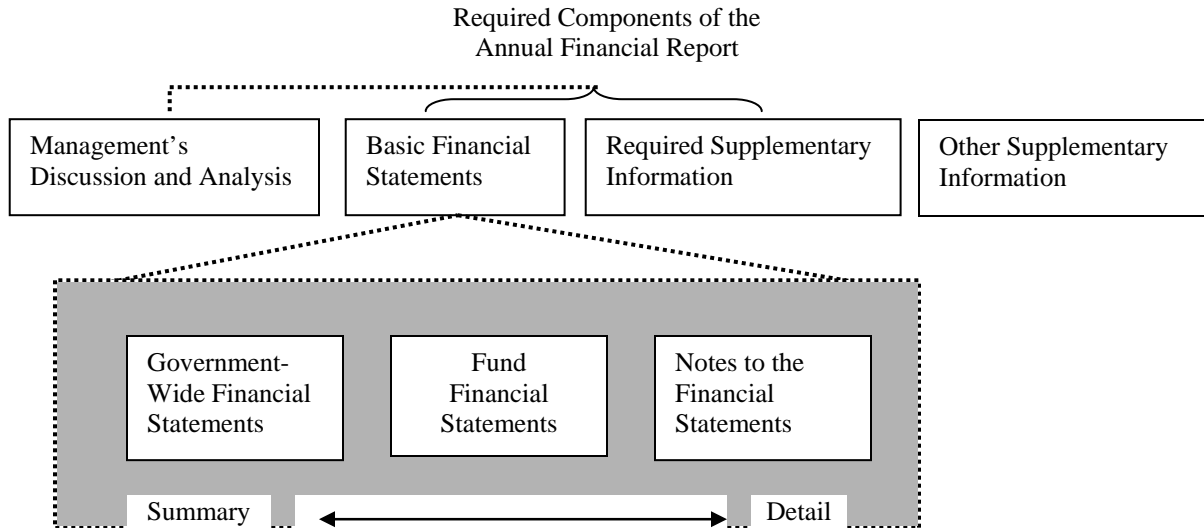 Required Components of the
Annual Financial Report
Management’s
Discussion and Analysis
Basic Financial
Statements
Required Supplementary
Information
Other Supplementary
Information
Government-
Wide Financial
Statements
Fund
Financial
Statements
Notes to the
Financial
Statements
Summary
Detail